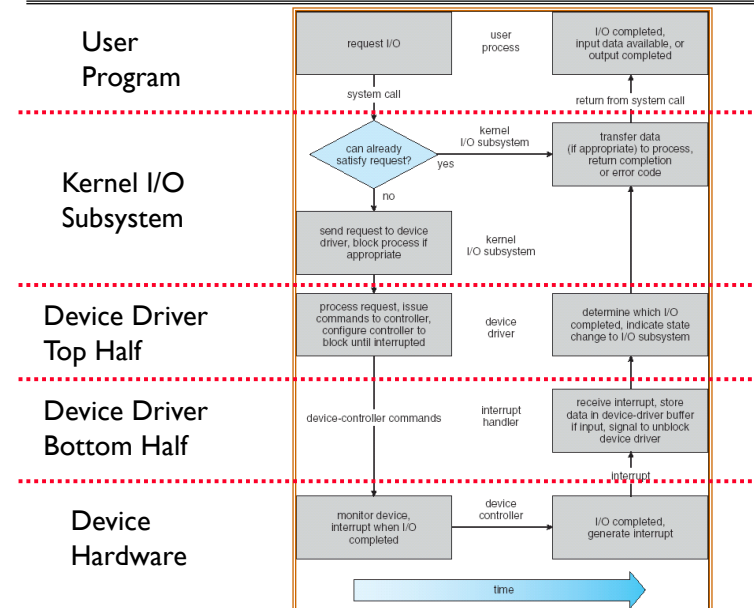 User
Program
request I/O
user
process
I/O completed,
input data available, or
output completed
system call
return from system call
Kernel I/O
Subsystem
can already
satisfy request?
kernel
I/O subsystem
yes
transfer data
(if appropriate) to process,
return completion
or error code
no
send request to device
driver, block process if
appropriate
kernel
I/O subsystem
Device Driver
Top Half
process request, issue
commands to controller,
configure controller to
block until interrupted
device
driver
determine which I/O
completed, indicate state
change to I/O subsystem
Device Driver
Bottom Half
device-controller commands
interrupt
handler
receive interrupt, store
data in device-driver buffer
if input, signal to unblock
device driver
interrupt
Device
Hardware
monitor device,
interrupt when I/O
completed
device
controller
I/O completed,
generate interrupt
time